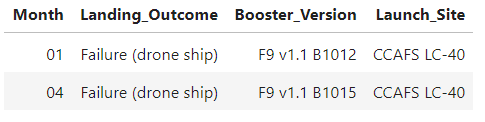 Month Landing_Outcome Booster_Version Launch_Site
01 Failure (drone ship) F9 v1.1 B1012 CCAFS LC-40
04 Failure (drone ship) F9 v1.1 B1015 CCAFS LC-40